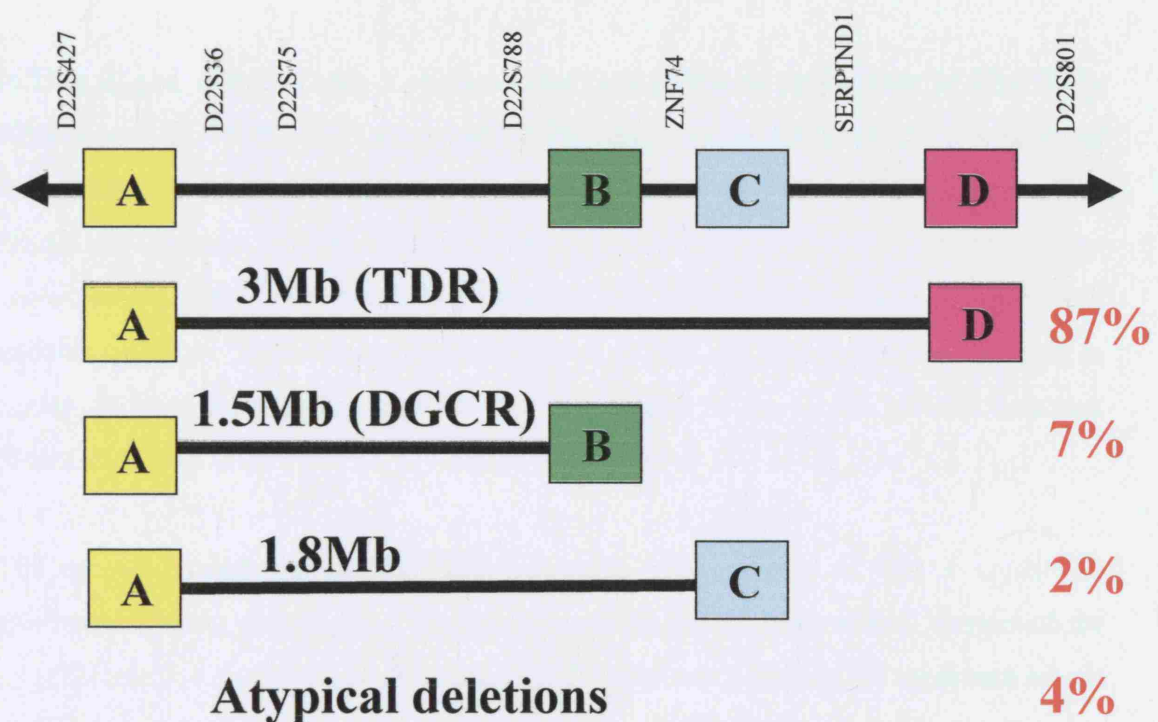 D22S427
D22S36
D22S75
D22S788
ZNF74
SERPIND1
D22S801
A B C D
3Mb (TDR)
A D 87%
1.5Mb (DGCR)
A B 7%
1.8Mb
A C 2%
Atypical deletions 4%